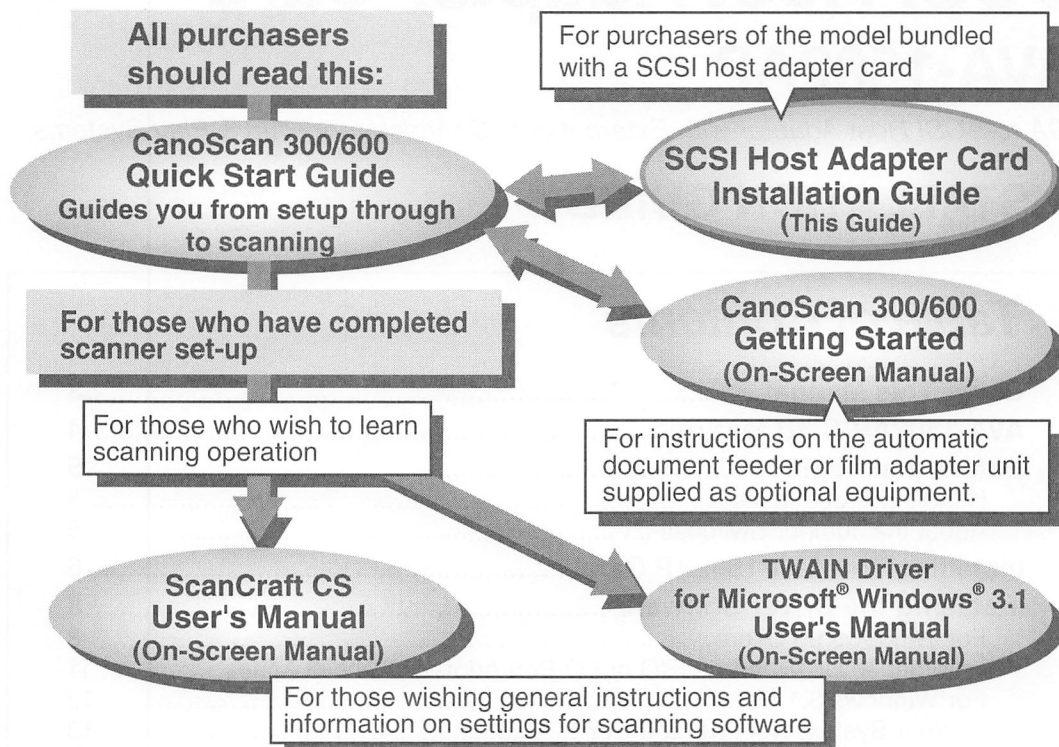 All purchasers
should read this:
For purchasers of the model bundled
with a SCSI host adapter card
CanoScan 300/600
Quick Start Guide
Guides you from setup through
to scanning
SCSI Host Adapter Card
Installation Guide
(This Guide)
For those who have completed
scanner set-up
CanoScan 300/600
Getting Started
(On-Screen Manual)
For those who wish to learn
scanning operation
For instructions on the automatic
document feeder or film adapter unit
supplied as optional equipment.
ScanCraft CS
User's Manual
(On-Screen Manual)
TWAIN Driver
for Microsoft® Windows® 3.1
User's Manual
(On-Screen Manual)
For those wishing general instructions and
information on settings for scanning software